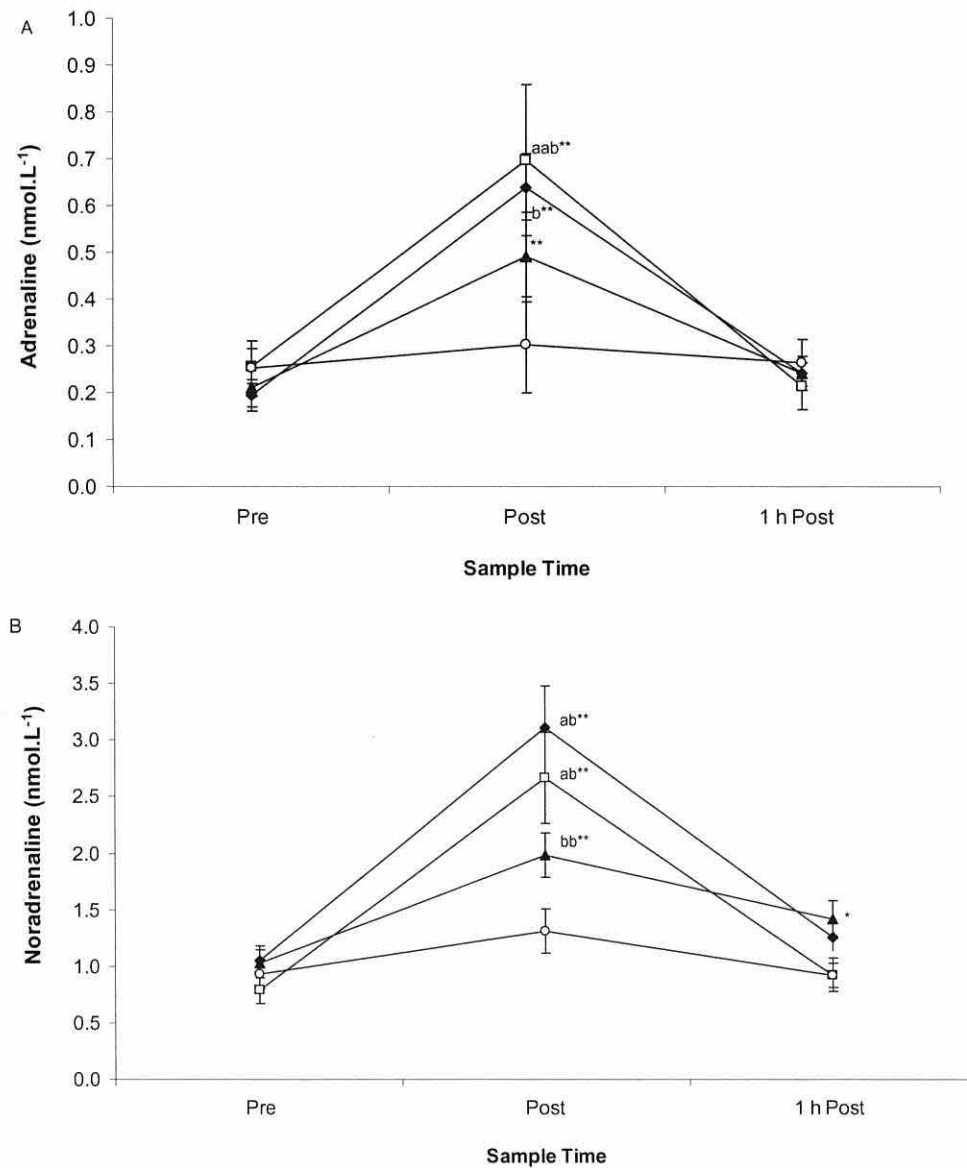 A
Adrenaline (nmol.L-1)
1.0
0.9
0.8
0.7
0.6
0.5
0.4
0.3
0.2
0.1
0.0
aab**
b**
**
Pre Post 1 h Post
Sample Time
B
Noradrenaline (nmol.L-1)
4.0
3.5
3.0
2.5
2.0
1.5
1.0
0.5
0.0
ab**
ab**
bb**
*
Pre Post 1 h Post
Sample Time